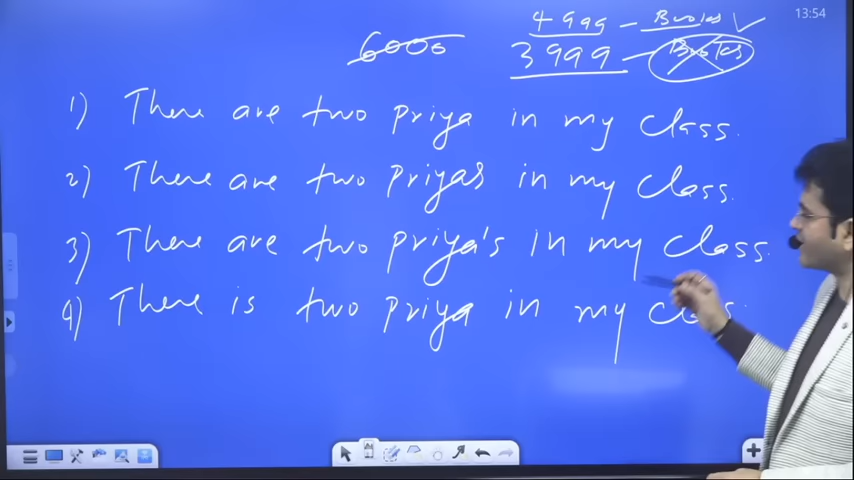 13:54
4999 – Books ✓
6000 3999 – Books
1) There are two priya in my class.
2) There are two priyas in my class.
3) There are two priya's in my class.
4) There is two priya in my clas.